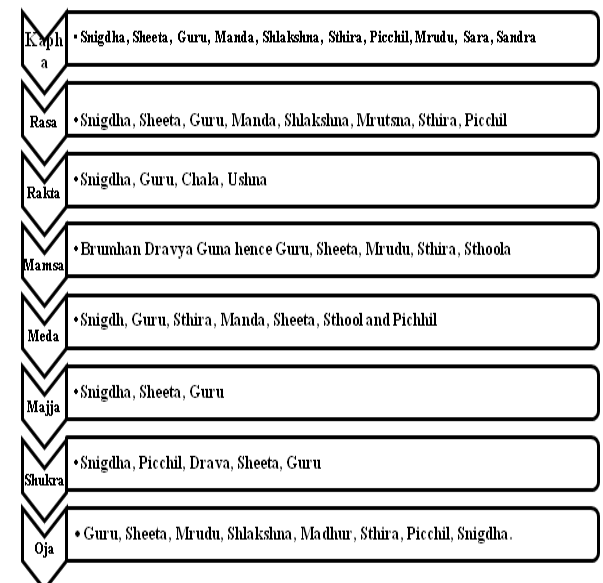 Kaph
a
• Snigdha, Sheeta, Guru, Manda, Shlakshna, Sthira, Picchil, Mrudu, Sara, Sandra
Rasa
• Snigdha, Sheeta, Guru, Manda, Shlakshna, Mrutsna, Sthira, Picchil
Rakta
• Snigdha, Guru, Chala, Ushna
Mamsa
• Brumhan Dravya Guna hence Guru, Sheeta, Mrudu, Sthira, Sthoola
Meda
• Snigdh, Guru, Sthira, Manda, Sheeta, Sthool and Pichhil
Majja
• Snigdha, Sheeta, Guru
Shukra
• Snigdha, Picchil, Drava, Sheeta, Guru
Oja
• Guru, Sheeta, Mrudu, Shlakshna, Madhur, Sthira, Picchil, Snigdha.